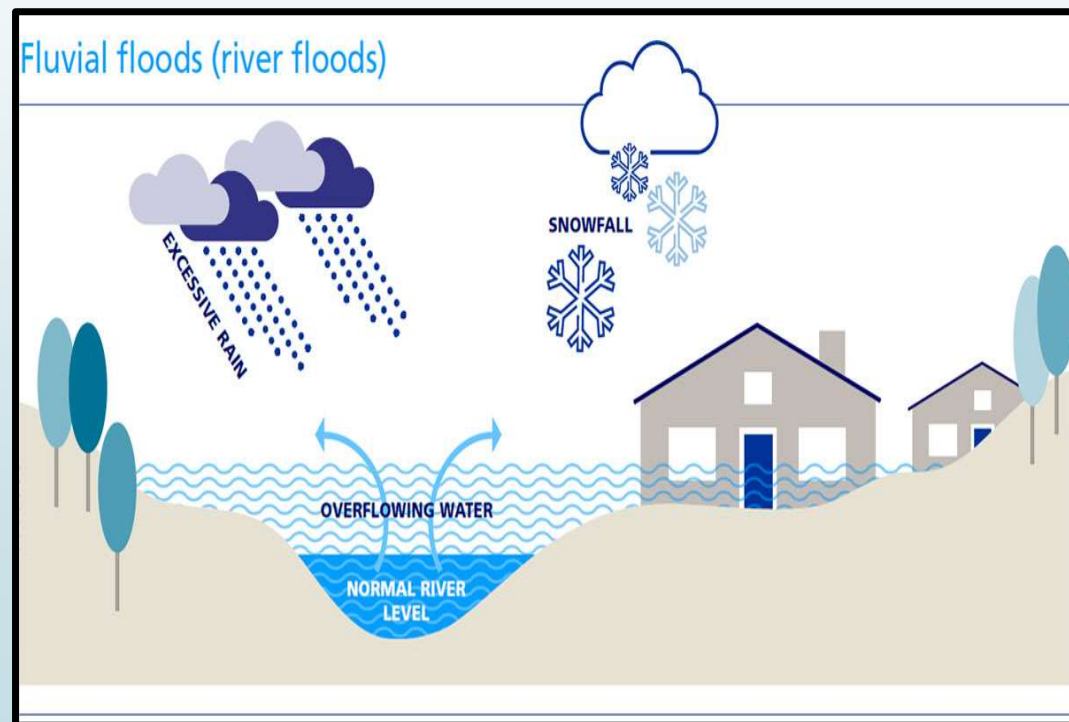 Fluvial floods (river floods)
EXCESSIVE RAIN
SNOWFALL
OVERFLOWING WATER
NORMAL RIVER
LEVEL